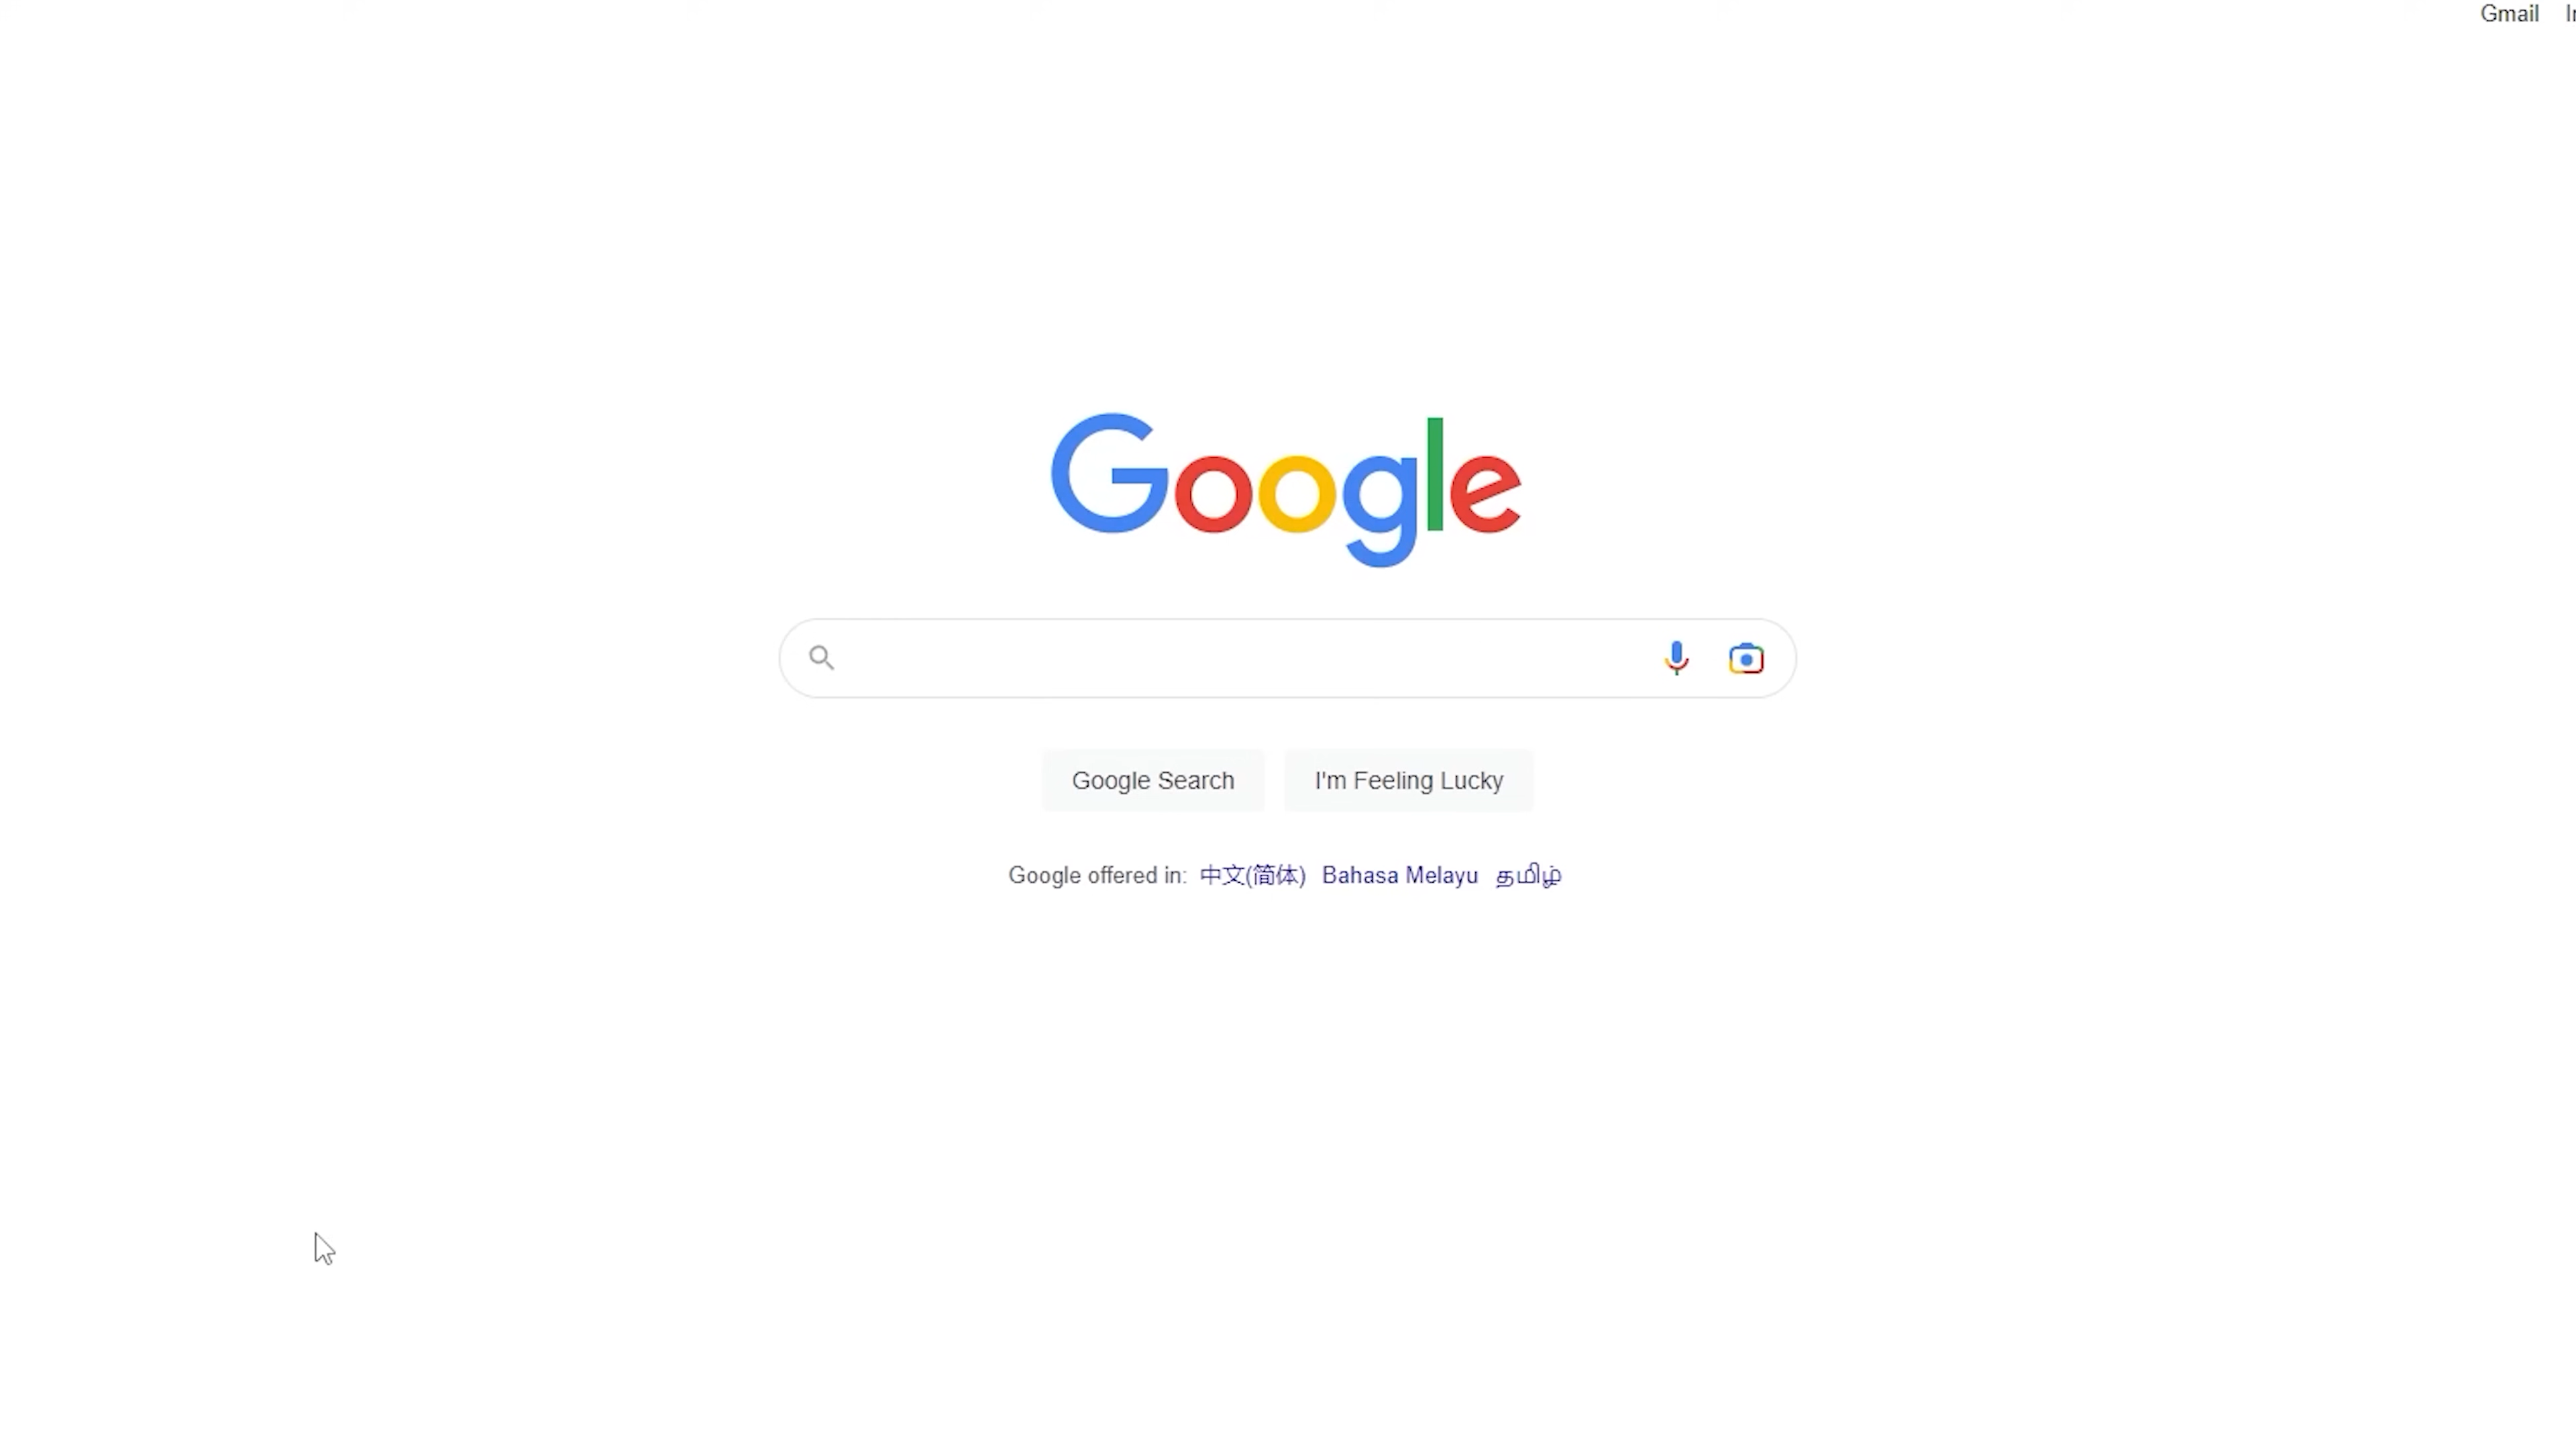 Gmail
Google
Google Search
I'm Feeling Lucky
Google offered in: 中文(简体) Bahasa Melayu தமிழ்